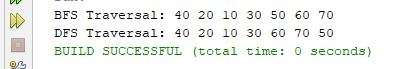 BFS Traversal: 40 20 10 30 50 60 70
DFS Traversal: 40 20 10 30 60 70 50
BUILD SUCCESSFUL (total time: 0 seconds)